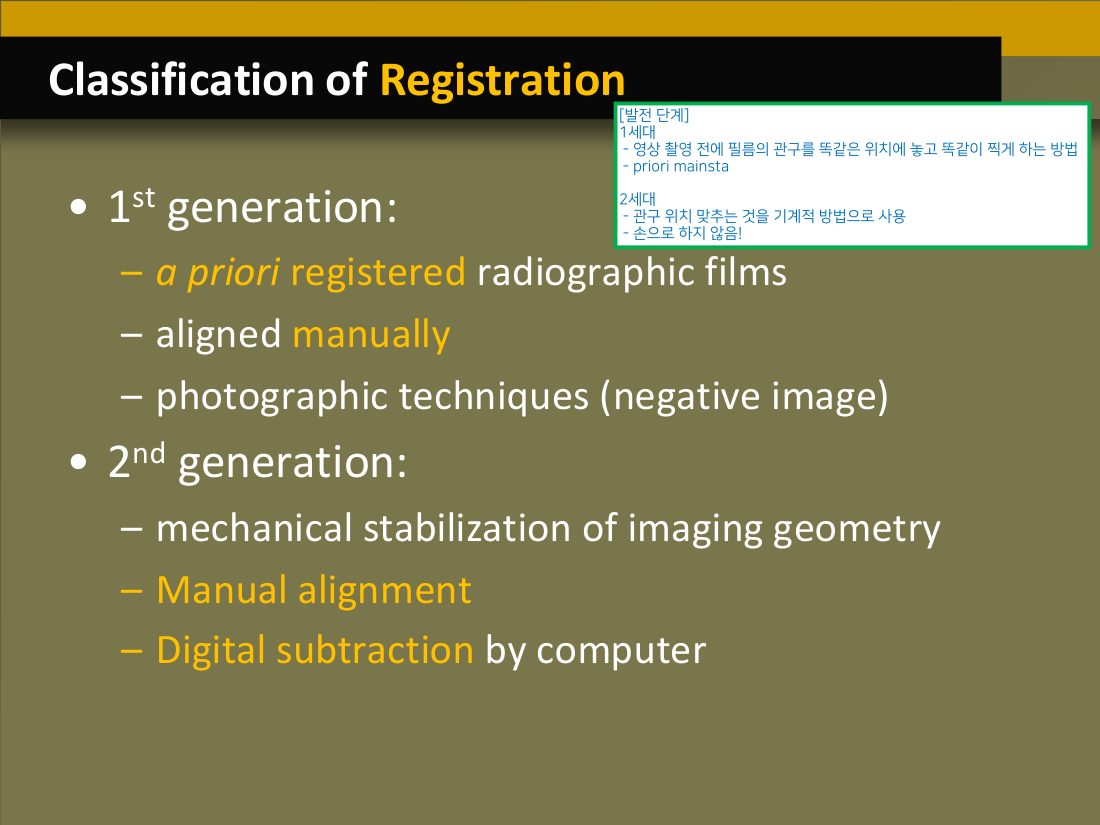 Classification of Registration
[발전 단계]
1세대
- 영상 촬영 전에 필름의 관구를 똑같은 위치에 놓고 똑같이 찍게 하는 방법
- priori mainsta
2세대
- 관구 위치 맞추는 것을 기계적 방법으로 사용
- 손으로 하지 않음!
• 1st generation:
– a priori registered radiographic films
– aligned manually
– photographic techniques (negative image)
• 2nd generation:
– mechanical stabilization of imaging geometry
– Manual alignment
– Digital subtraction by computer